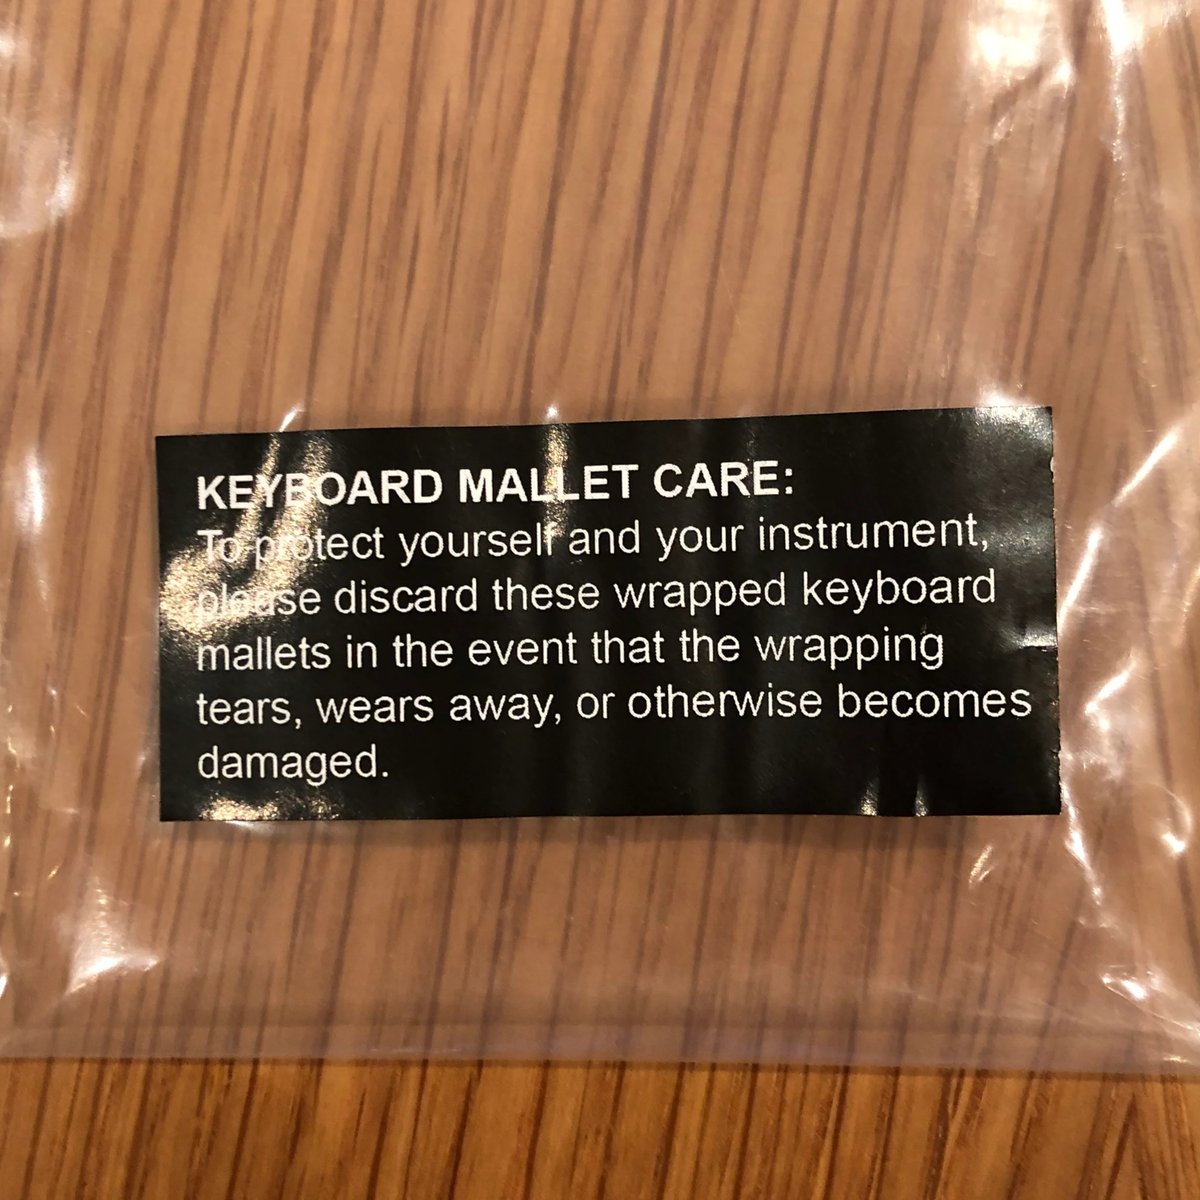 KEYBOARD MALLET CARE:
To protect yourself and your instrument,
please discard these wrapped keyboard
mallets in the event that the wrapping
tears, wears away, or otherwise becomes
damaged.